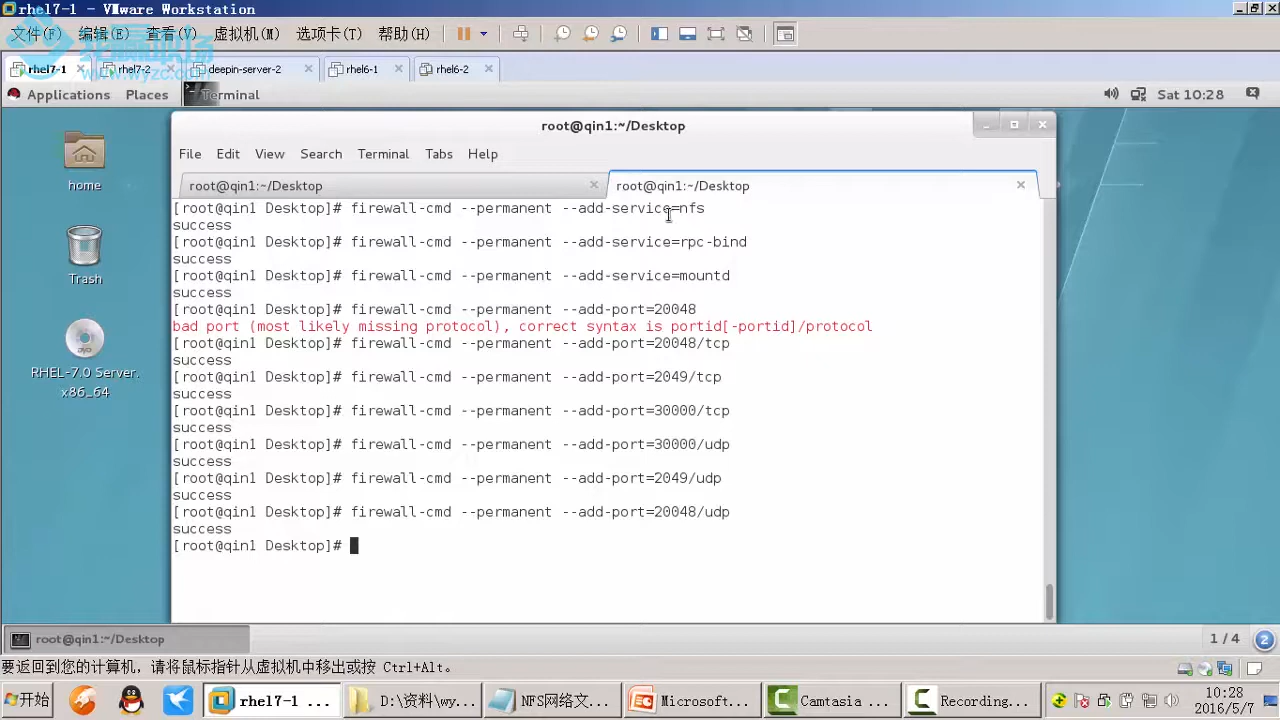 rhel7-1 - VMware Workstation
文件(F) 编辑(E) 查看(V) 虚拟机(M) 选项卡(T) 帮助(H)
www.wyzc.com
rhel7-1 rhel7-2 deepin-server-2 rhel6-1 rhel6-2
Applications Places Terminal Sat 10:28
root@qin1:~/Desktop
File Edit View Search Terminal Tabs Help
root@qin1:~/Desktop root@qin1:~/Desktop
[root@qin1 Desktop]# firewall-cmd --permanent --add-service=nfs
success
[root@qin1 Desktop]# firewall-cmd --permanent --add-service=rpc-bind
success
[root@qin1 Desktop]# firewall-cmd --permanent --add-service=mountd
success
[root@qin1 Desktop]# firewall-cmd --permanent --add-port=20048
bad port (most likely missing protocol), correct syntax is portid[-portid]/protocol
[root@qin1 Desktop]# firewall-cmd --permanent --add-port=20048/tcp
success
[root@qin1 Desktop]# firewall-cmd --permanent --add-port=2049/tcp
success
[root@qin1 Desktop]# firewall-cmd --permanent --add-port=30000/tcp
success
[root@qin1 Desktop]# firewall-cmd --permanent --add-port=30000/udp
success
[root@qin1 Desktop]# firewall-cmd --permanent --add-port=2049/udp
success
[root@qin1 Desktop]# firewall-cmd --permanent --add-port=20048/udp
success
[root@qin1 Desktop]#
home
Trash
RHEL-7.0 Server.
x86_64
root@qin1:~/Desktop 1 / 4 2
要返回到您的计算机，请将鼠标指针从虚拟机中移出或按 Ctrl+Alt。
开始 rhel7-1 ... D:\资料\wy... NFS网络文... Microsoft... Camtasia ... Recording... 10:28
2016/5/7